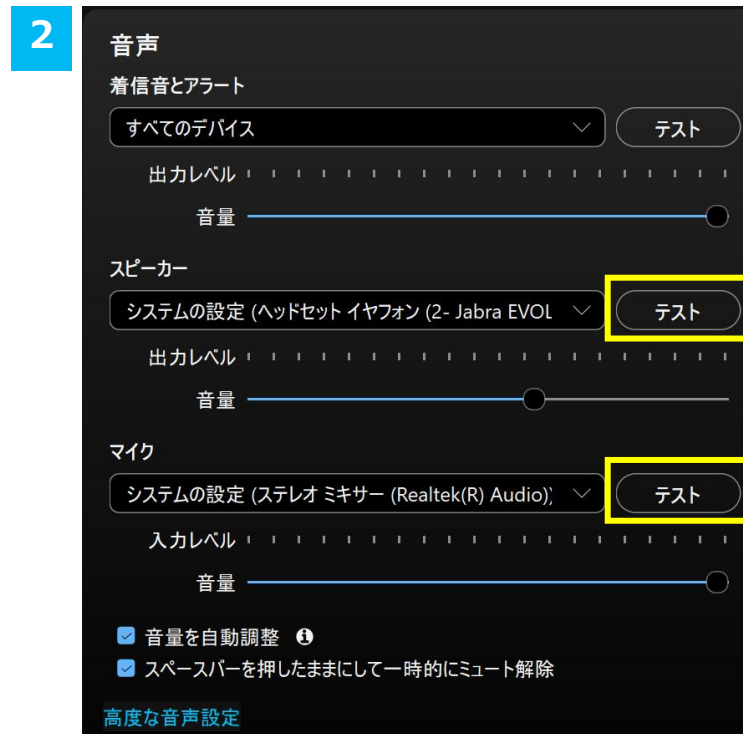 2
音声
着信音とアラート
すべてのデバイス
テスト
出力レベル
音量
スピーカー
システムの設定 (ヘッドセット イヤフォン (2- Jabra EVOL
テスト
出力レベル
音量
マイク
システムの設定 (ステレオ ミキサー (Realtek(R) Audio))
テスト
入力レベル
音量
音量を自動調整
スペースバーを押したままにして一時的にミュート解除
高度な音声設定